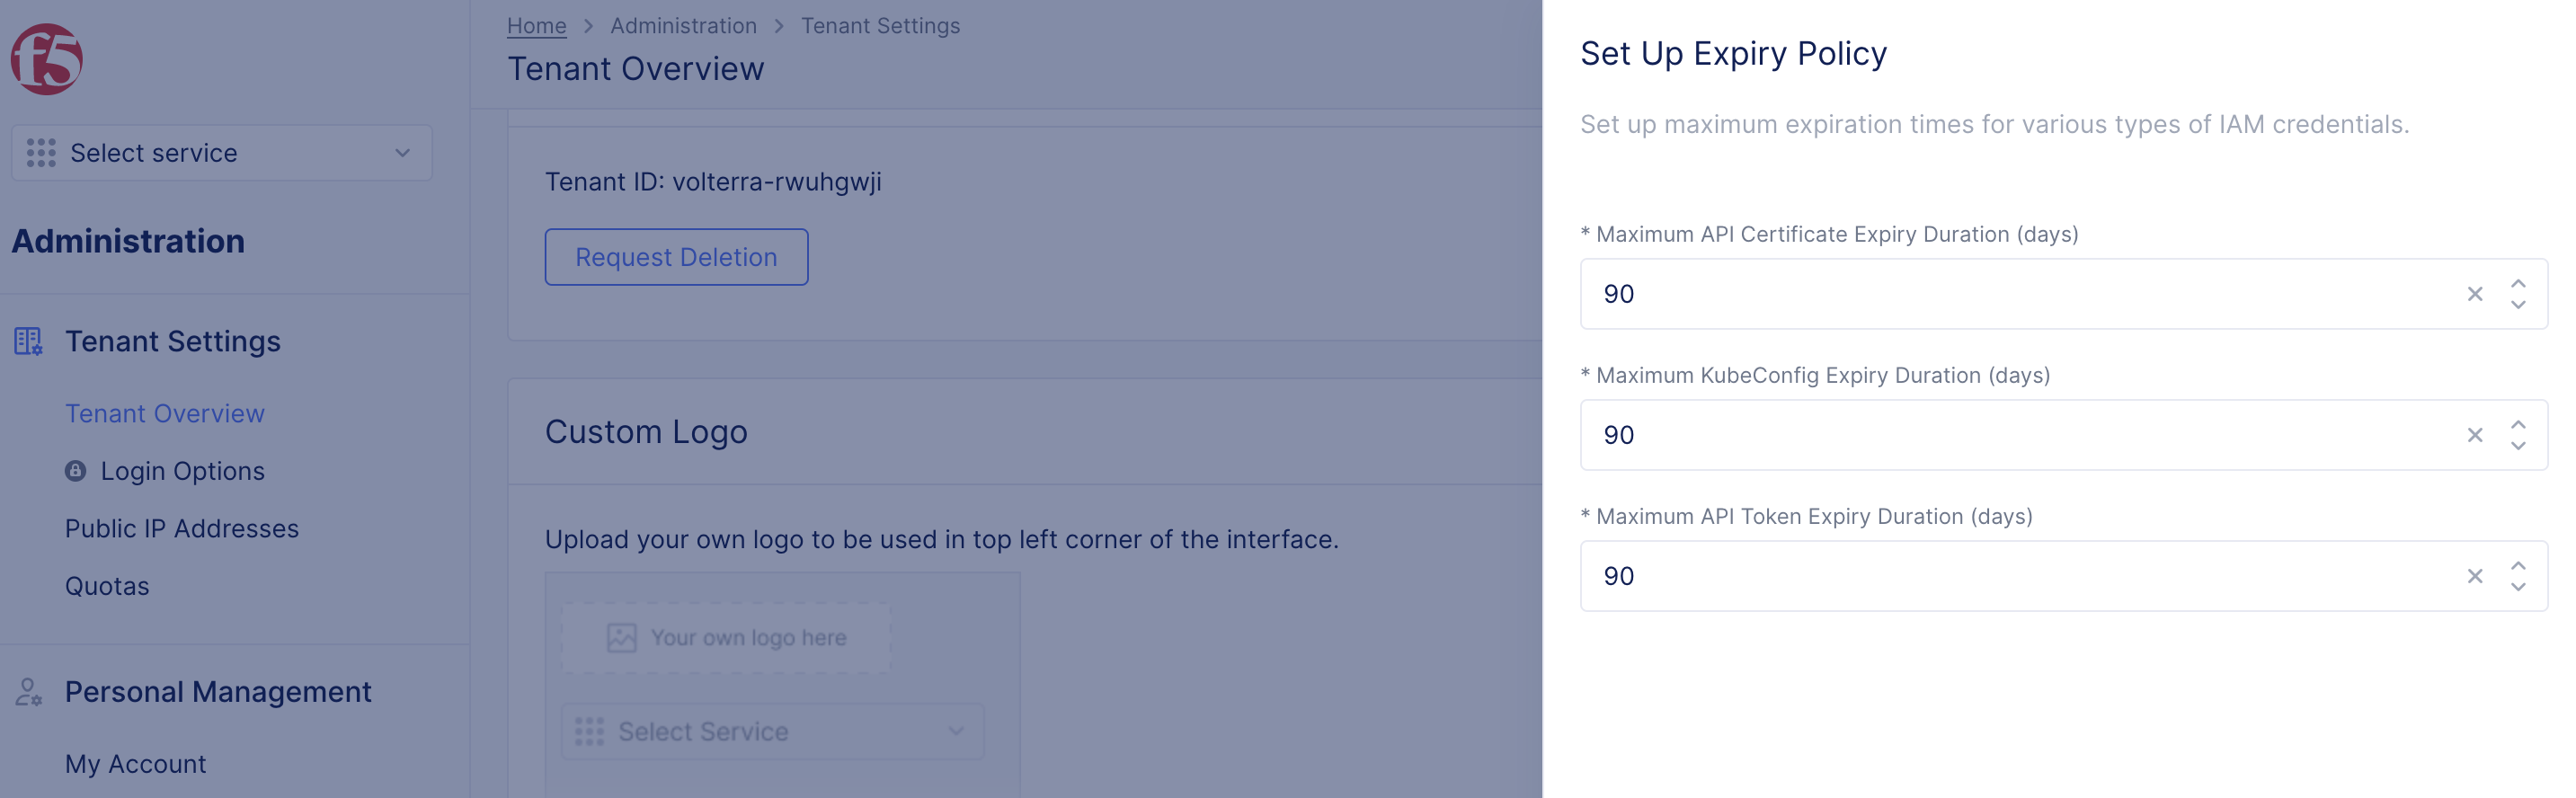 f5
Select service
Administration
Tenant Settings
Tenant Overview
Login Options
Public IP Addresses
Quotas
Personal Management
My Account
Home > Administration > Tenant Settings
Tenant Overview
Tenant ID: volterra-rwuhgwji
Request Deletion
Custom Logo
Upload your own logo to be used in top left corner of the interface.
Your own logo here
Select Service
Set Up Expiry Policy
Set up maximum expiration times for various types of IAM credentials.
* Maximum API Certificate Expiry Duration (days)
90
* Maximum KubeConfig Expiry Duration (days)
90
* Maximum API Token Expiry Duration (days)
90